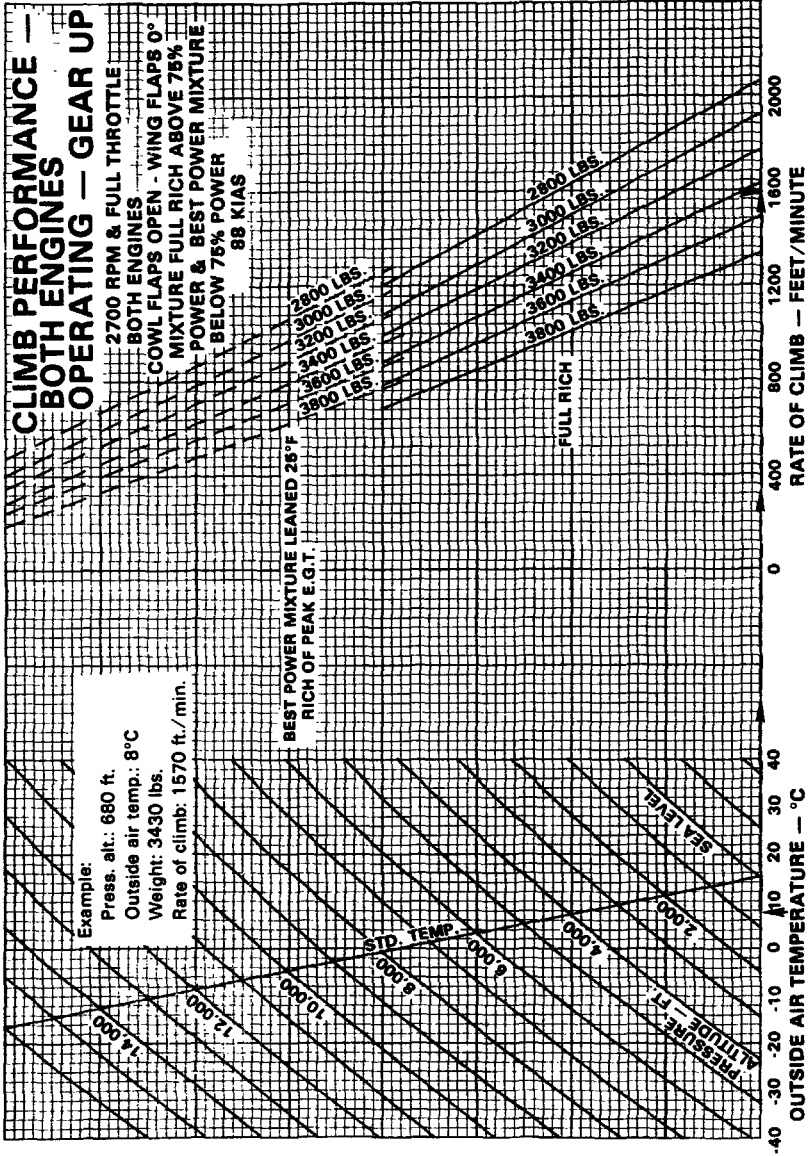 CLIMB PERFORMANCE —
BOTH ENGINES
OPERATING — GEAR UP
2700 RPM & FULL THROTTLE
BOTH ENGINES
COWL FLAPS OPEN - WING FLAPS 0°
MIXTURE FULL RICH ABOVE 75%
POWER & BEST POWER MIXTURE
BELOW 75% POWER
88 KIAS
Example:
Press. alt.: 680 ft.
Outside air temp.: 8°C
Weight: 3430 lbs.
Rate of climb: 1570 ft./min.
BEST POWER MIXTURE LEANED 25°F
RICH OF PEAK E.G.T.
2800 LBS.
3000 LBS.
3200 LBS.
3400 LBS.
3600 LBS.
3800 LBS.
2800 LBS.
3000 LBS.
3200 LBS.
3400 LBS.
3600 LBS.
3800 LBS.
FULL RICH
STD. TEMP.
14,000
12,000
10,000
8,000
6,000
4,000
2,000
SEA LEVEL
PRESSURE
ALTITUDE — FT.
-40 -30 -20 -10 0 10 20 30 40
OUTSIDE AIR TEMPERATURE — °C
0 400 800 1200 1600 2000
RATE OF CLIMB — FEET/MINUTE